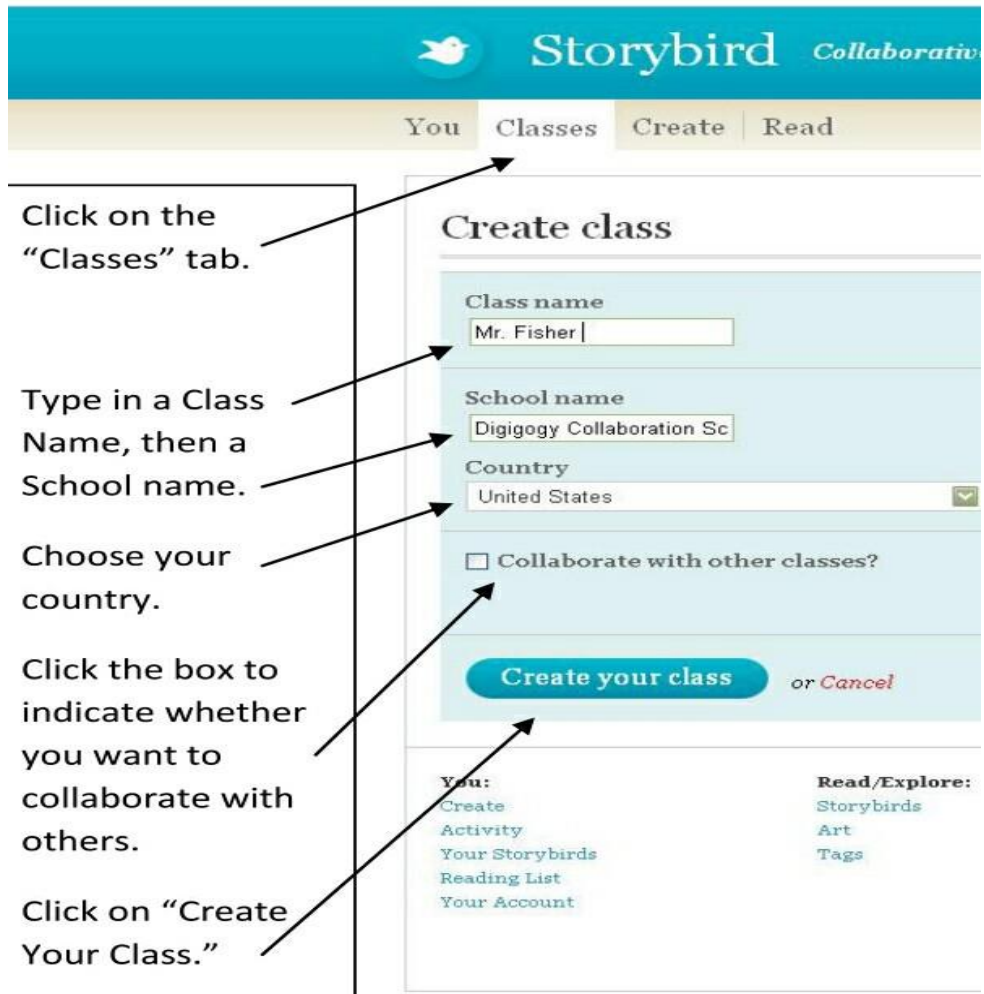 Storybird Collaborative
You Classes Create Read
Click on the
“Classes” tab.
Type in a Class
Name, then a
School name.
Choose your
country.
Click the box to
indicate whether
you want to
collaborate with
others.
Click on “Create
Your Class.”
Create class
Class name
Mr. Fisher
School name
Digigogy Collaboration Sc
Country
United States
Collaborate with other classes?
Create your class or Cancel
You:
Create
Activity
Your Storybirds
Reading List
Your Account
Read/Explore:
Storybirds
Art
Tags